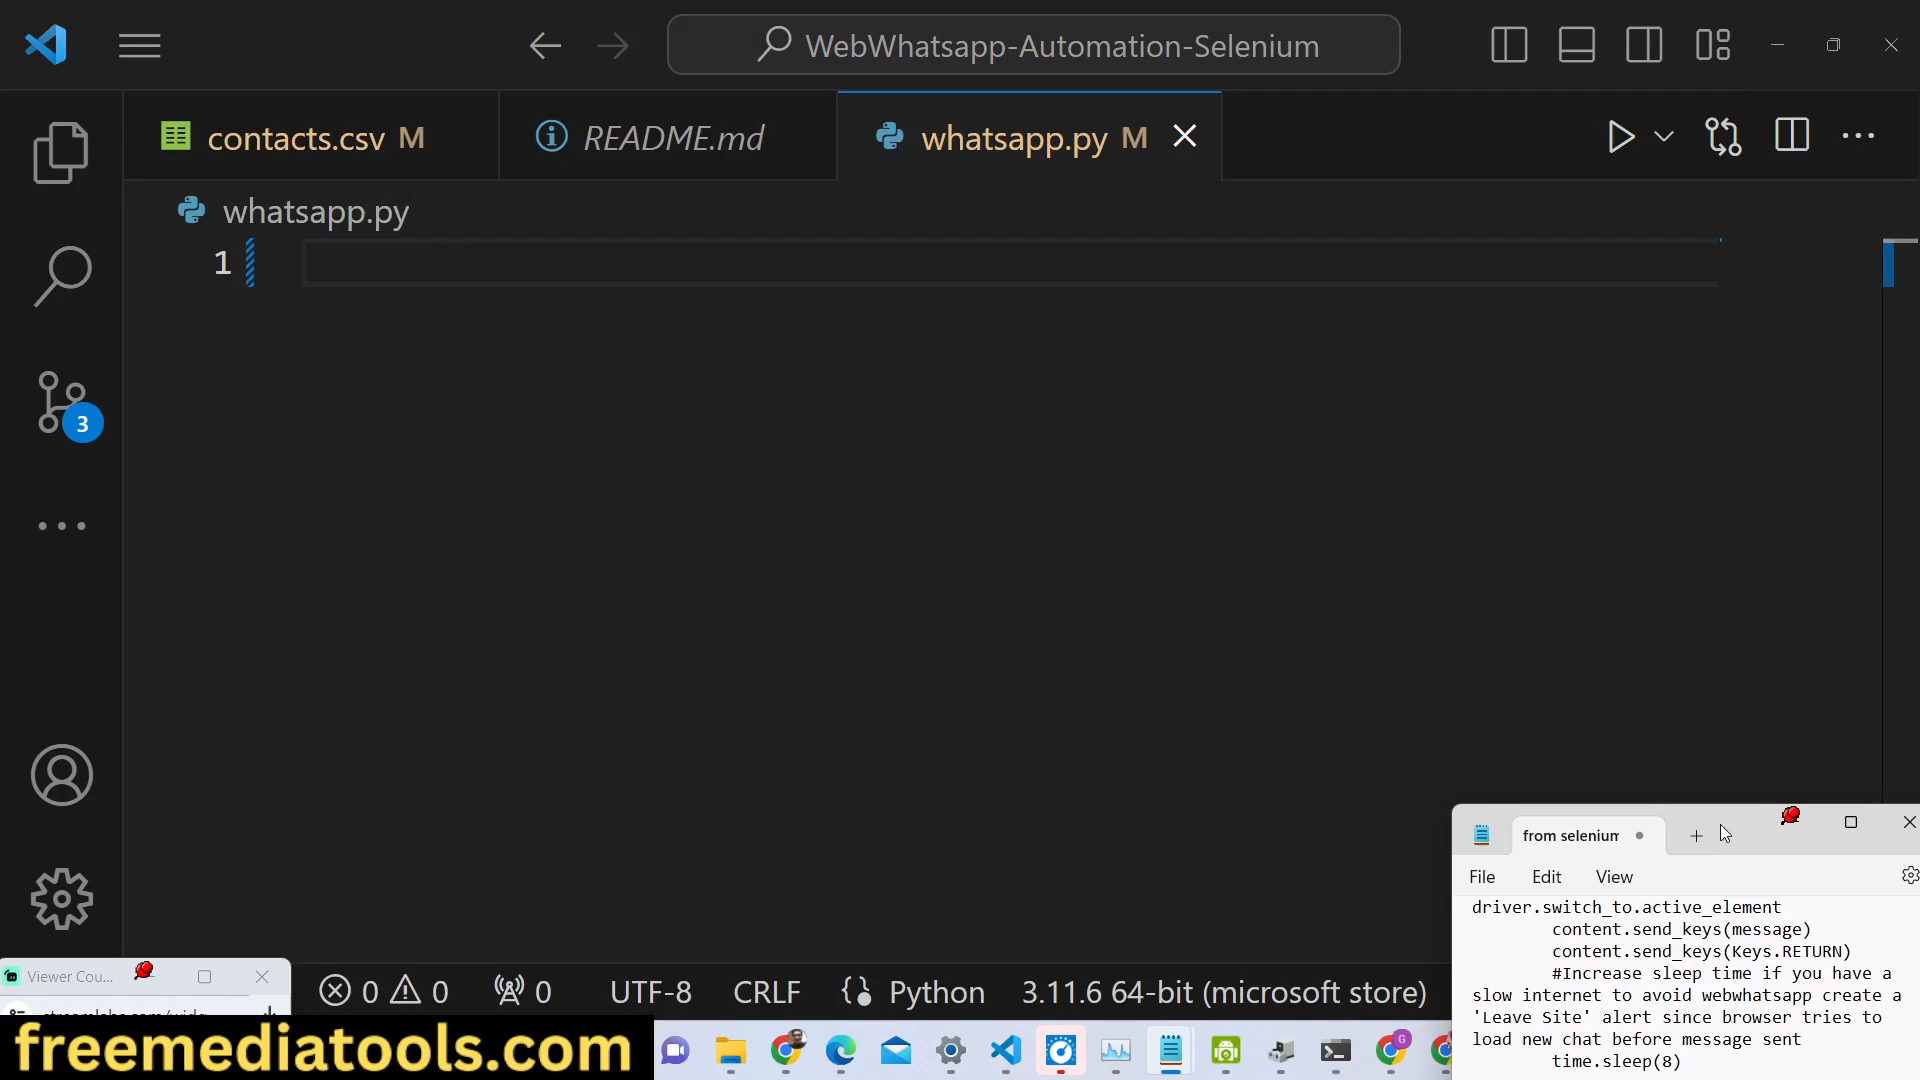 WebWhatsapp-Automation-Selenium
contacts.csv M
README.md
whatsapp.py M
whatsapp.py
1
3
from selenium
File Edit View
driver.switch_to.active_element
content.send_keys(message)
content.send_keys(Keys.RETURN)
#Increase sleep time if you have a
slow internet to avoid webwhatsapp create a
'Leave Site' alert since browser tries to
load new chat before message sent
time.sleep(8)
Viewer Cou...
0 0 0 UTF-8 CRLF Python 3.11.6 64-bit (microsoft store)
freemediatools.com
G